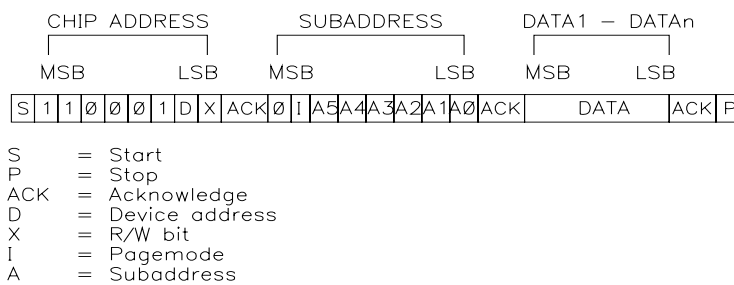 CHIP ADDRESS SUBADDRESS DATA1 – DATAn
MSB LSB MSB LSB MSB LSB
S 1 1 Ø Ø Ø 1 D X ACK Ø I A5 A4 A3 A2 A1 AØ ACK DATA ACK P
S = Start
P = Stop
ACK = Acknowledge
D = Device address
X = R/W bit
I = Pagemode
A = Subaddress